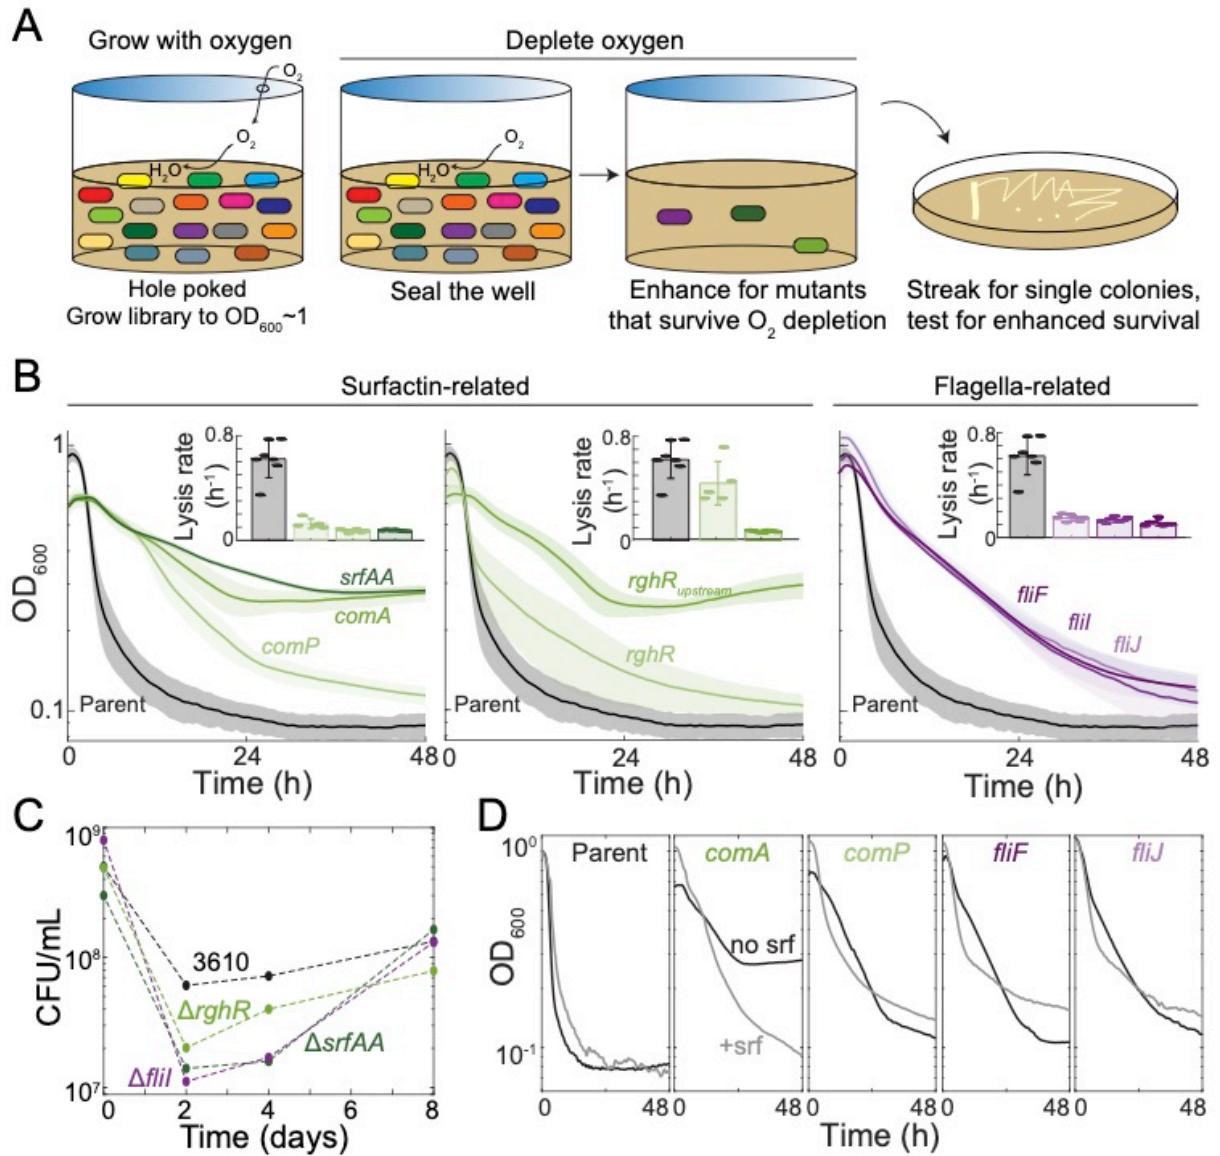 A
Grow with oxygen
Deplete oxygen
O2
O2
H2O
O2
H2O
Hole poked
Grow library to OD600~1
Seal the well
Enhance for mutants
that survive O2 depletion
Streak for single colonies,
test for enhanced survival
B
Surfactin-related
Flagella-related
OD600
1
0.1
Lysis rate
(h-1)
0.8
0
srfAA
comA
comP
Parent
0
24
48
Time (h)
Lysis rate
(h-1)
0.8
0
rghRupstream
rghR
0
24
48
Time (h)
Lysis rate
(h-1)
0.8
0
fliF
fliI
fliJ
Parent
0
24
48
Time (h)
C
CFU/mL
10^9
10^8
10^7
3610
ΔrghR
ΔsrfAA
ΔfliI
0
2
4
6
8
Time (days)
D
OD600
10^0
10^-1
Parent
comA
comP
fliF
fliJ
no srf
+srf
0
48
0
48
0
48
0
48
0
48
Time (h)